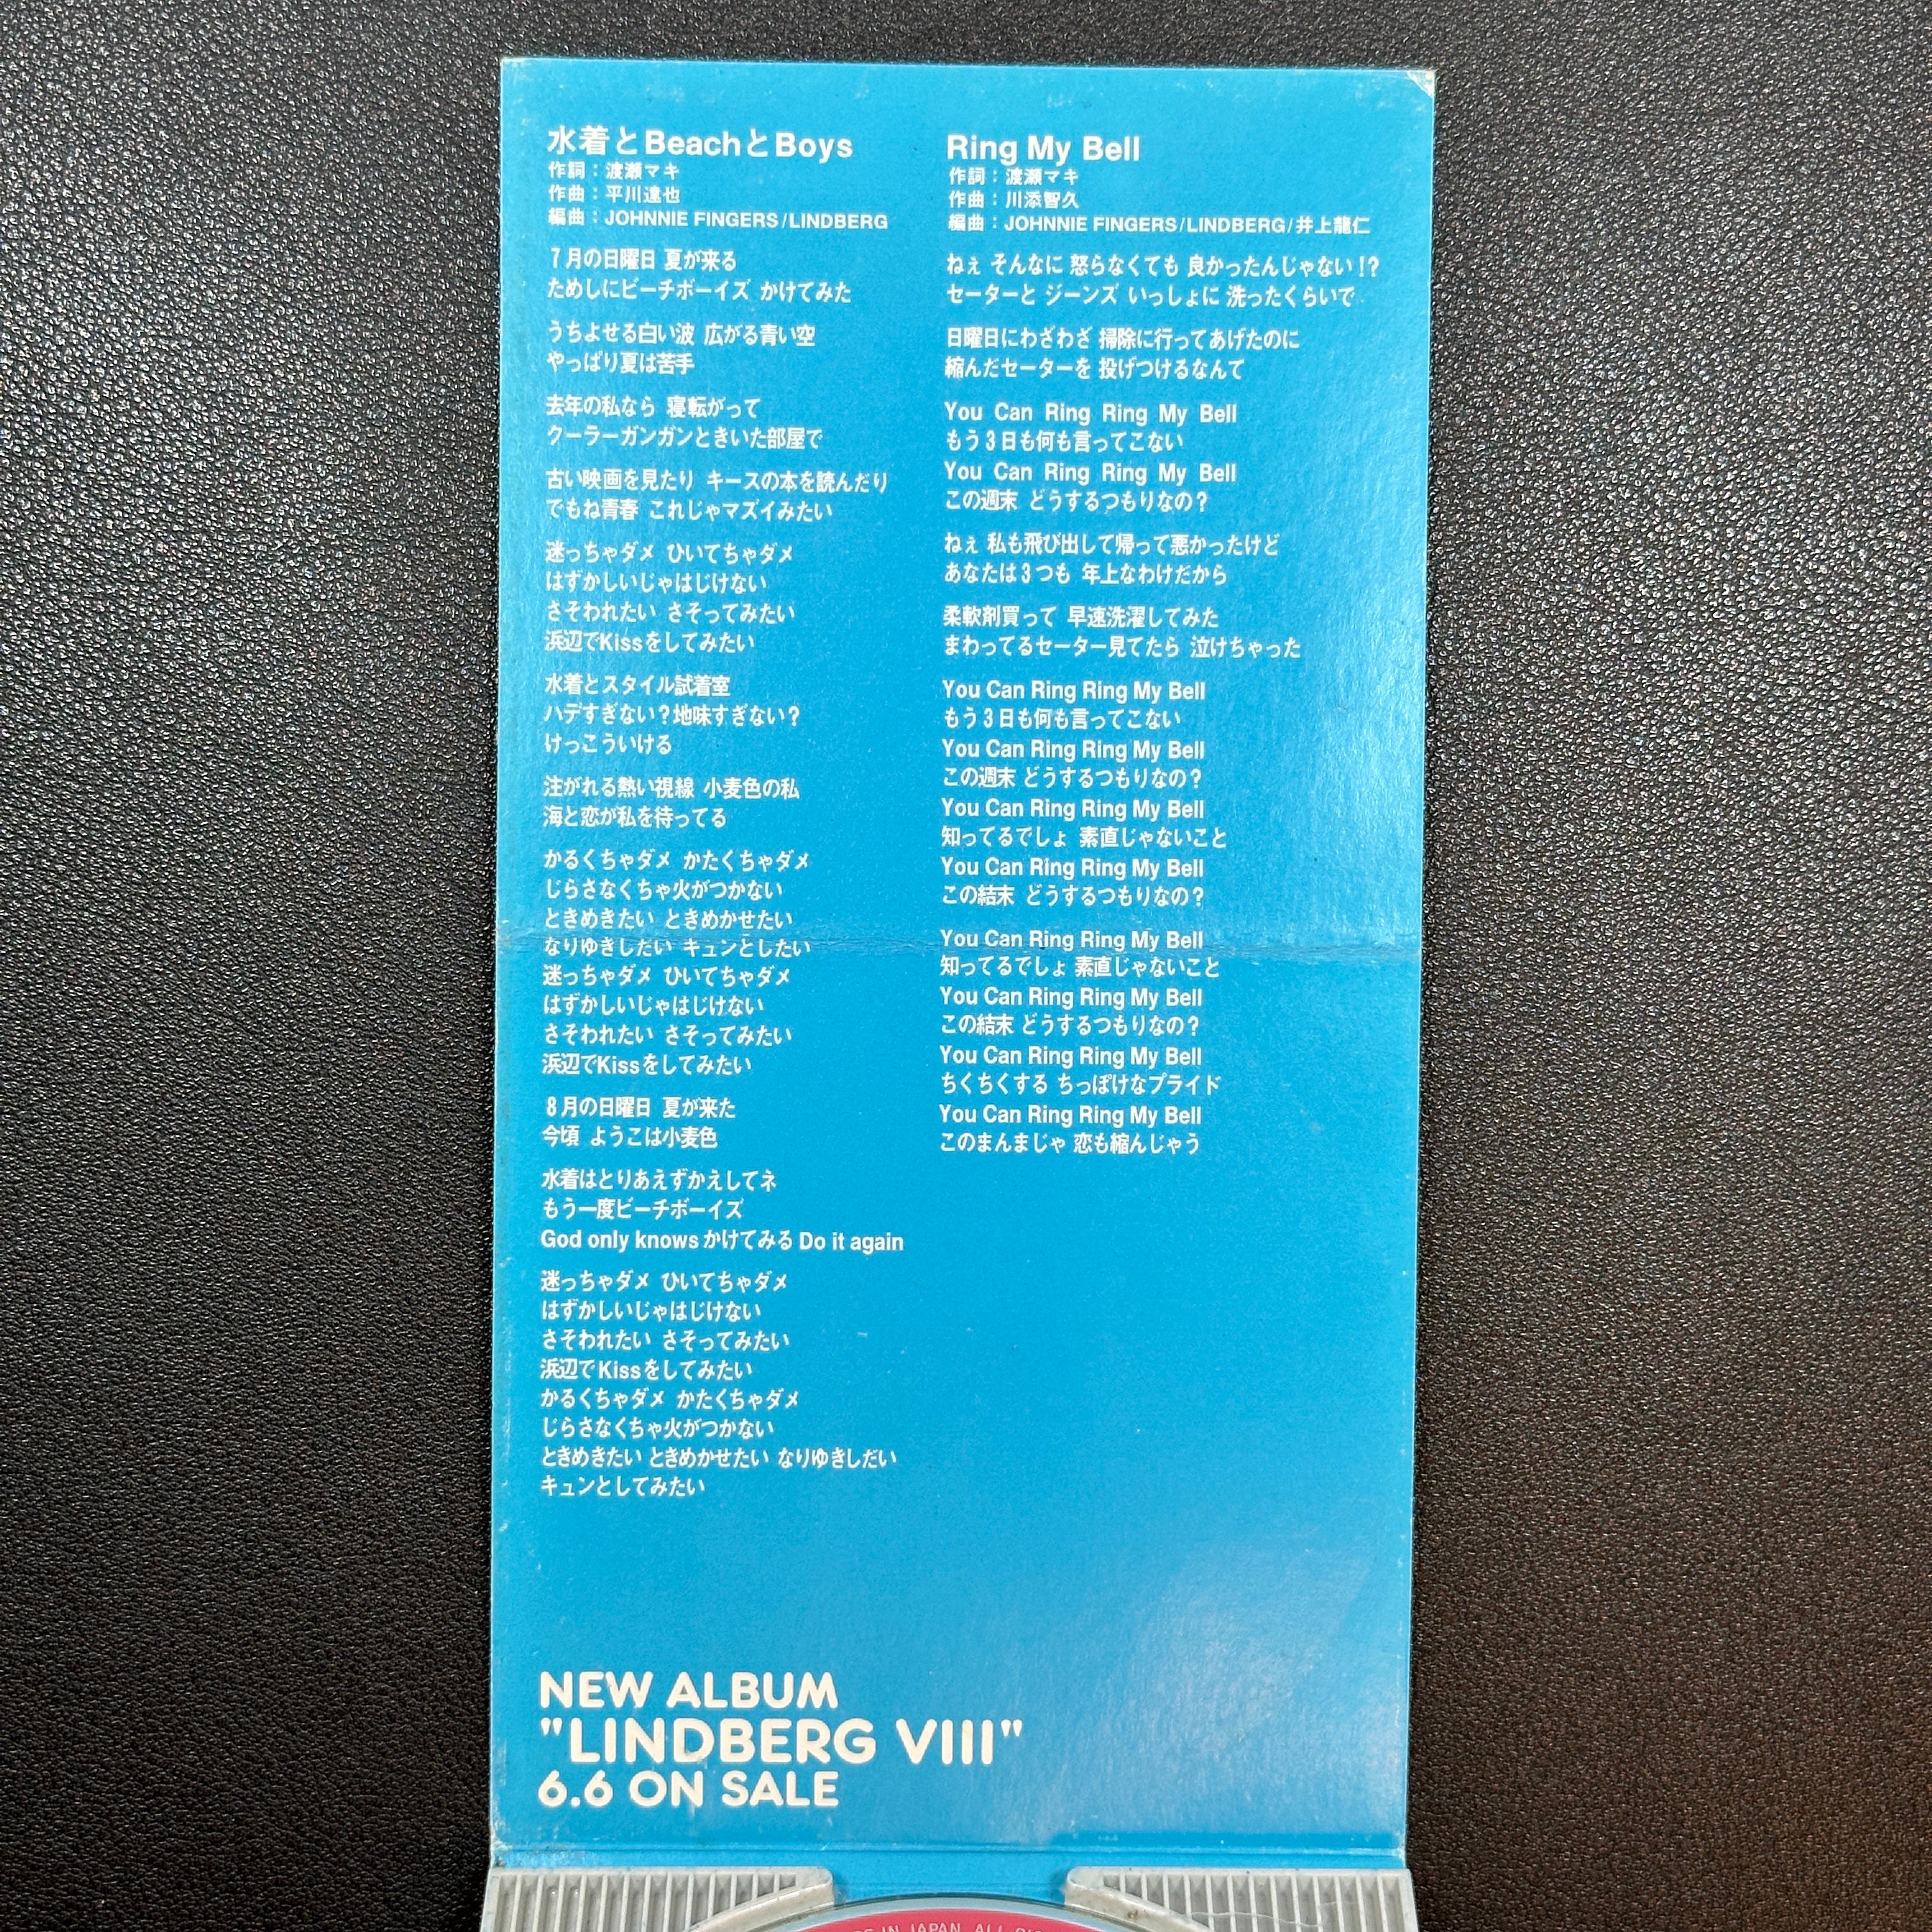 水着とBeachとBoys
作詞：渡瀬マキ
作曲：平川達也
編曲：JOHNNIE FINGERS/LINDBERG
7月の日曜日 夏が来る
ためしにビーチボーイズ かけてみた
うちよせる白い波 広がる青い空
やっぱり夏は苦手
去年の私なら 寝転がって
クーラーガンガンときいた部屋で
古い映画を見たり キースの本を読んだり
でもね青春 これじゃマズイみたい
迷っちゃダメ ひいてちゃダメ
はずかしいじゃはじけない
さそわれたい さそってみたい
浜辺でKissをしてみたい
水着とスタイル試着室
ハデすぎない？地味すぎない？
けっこういける
注がれる熱い視線 小麦色の私
海と恋が私を待ってる
かるくちゃダメ かたくちゃダメ
じらさなくちゃ火がつかない
ときめきたい ときめかせたい
なりゆきしだい キュンとしたい
迷っちゃダメ ひいてちゃダメ
はずかしいじゃはじけない
さそわれたい さそってみたい
浜辺でKissをしてみたい
8月の日曜日 夏が来た
今頃 ようこは小麦色
水着はとりあえずかえしてネ
もう一度ビーチボーイズ
God only knowsかけてみる Do it again
迷っちゃダメ ひいてちゃダメ
はずかしいじゃはじけない
さそわれたい さそってみたい
浜辺でKissをしてみたい
かるくちゃダメ かたくちゃダメ
じらさなくちゃ火がつかない
ときめきたい ときめかせたい なりゆきしだい
キュンとしてみたい
Ring My Bell
作詞：渡瀬マキ
作曲：川添智久
編曲：JOHNNIE FINGERS/LINDBERG/井上龍仁
ねぇ そんなに 怒らなくても 良かったんじゃない!?
セーターと ジーンズ いっしょに 洗ったくらいで
日曜日にわざわざ 掃除に行ってあげたのに
縮んだセーターを 投げつけるなんて
You Can Ring Ring My Bell
もう3日も何も言ってこない
You Can Ring Ring My Bell
この週末 どうするつもりなの？
ねぇ 私も飛び出して帰って悪かったけど
あなたは3つも 年上なわけだから
柔軟剤買って 早速洗濯してみた
まわってるセーター見てたら 泣けちゃった
You Can Ring Ring My Bell
もう3日も何も言ってこない
You Can Ring Ring My Bell
この週末 どうするつもりなの？
You Can Ring Ring My Bell
知ってるでしょ 素直じゃないこと
You Can Ring Ring My Bell
この結末 どうするつもりなの？
You Can Ring Ring My Bell
知ってるでしょ 素直じゃないこと
You Can Ring Ring My Bell
この結末 どうするつもりなの？
You Can Ring Ring My Bell
ちくちくする ちっぽけなプライド
You Can Ring Ring My Bell
このまんまじゃ 恋も縮んじゃう
NEW ALBUM
"LINDBERG VIII"
6.6 ON SALE
IN JAPAN. ALL